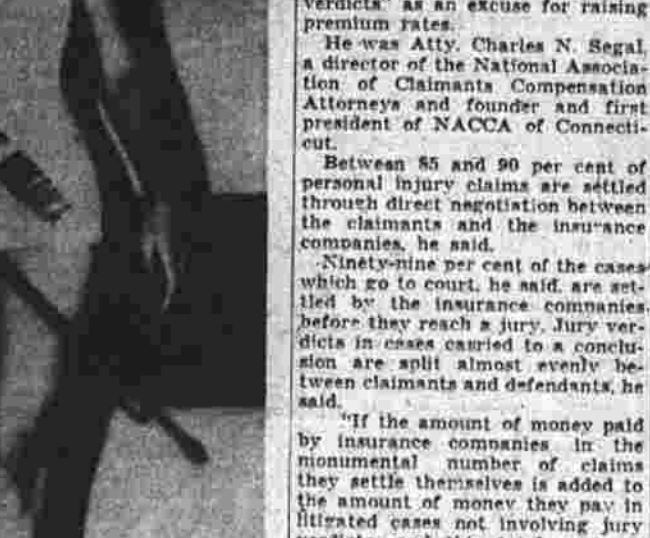 verdicts" as an excuse for raising
premium rates.
He was Atty. Charles N. Segal,
a director of the National Associa-
tion of Claimants Compensation
Attorneys and founder and first
president of NACCA of Connecti-
cut.
Between 85 and 90 per cent of
personal injury claims are settled
through direct negotiation between
the claimants and the insurance
companies, he said.
Ninety-nine per cent of the cases
which go to court, he said, are set-
tled by the insurance companies
before they reach a jury. Jury ver-
dicts in cases carried to a conclu-
sion are split almost evenly be-
tween claimants and defendants, he
said.
"If the amount of money paid
by insurance companies in the
monumental number of claims
they settle themselves is added to
the amount of money they pay in
litigated cases not involving jury